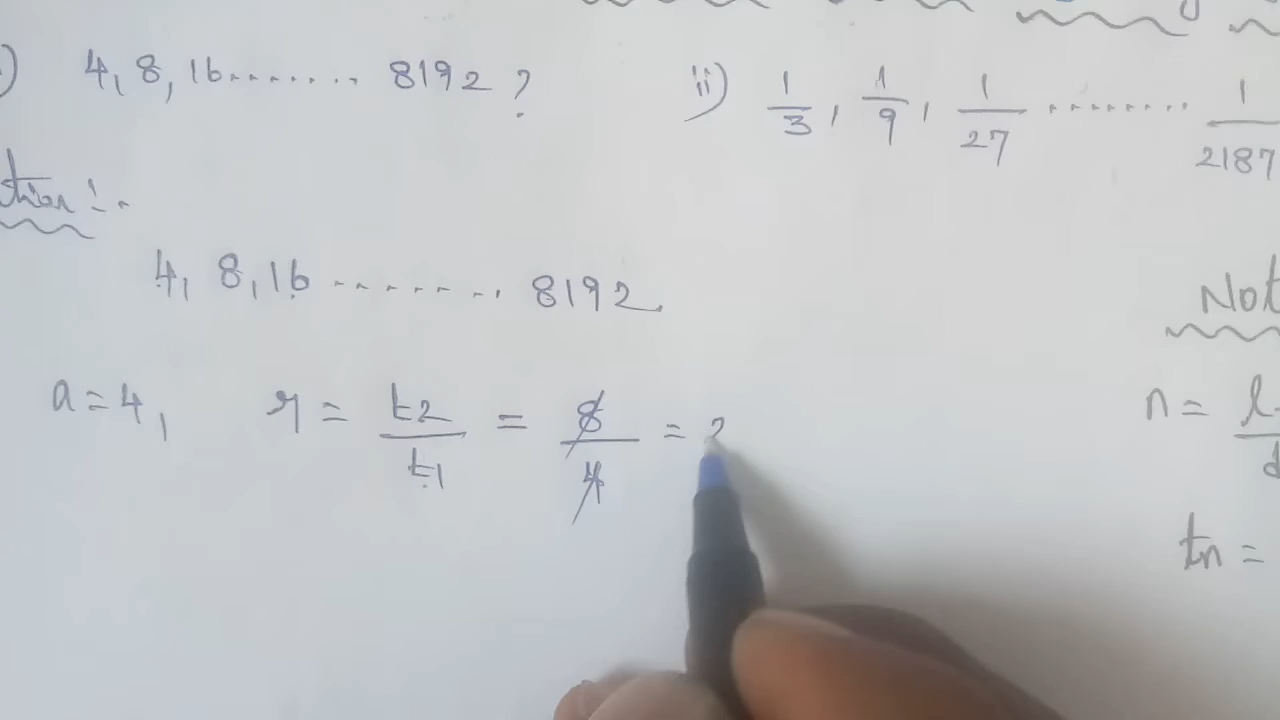 ) 4, 8, 16....... 8192 ?
ii) 1/3, 1/9, 1/27 ........ 1/2187
tion :-
4, 8, 16 ....... 8192
Not
a = 4, r = t2/t1 = 8/4 = 2
n = l-
tn =